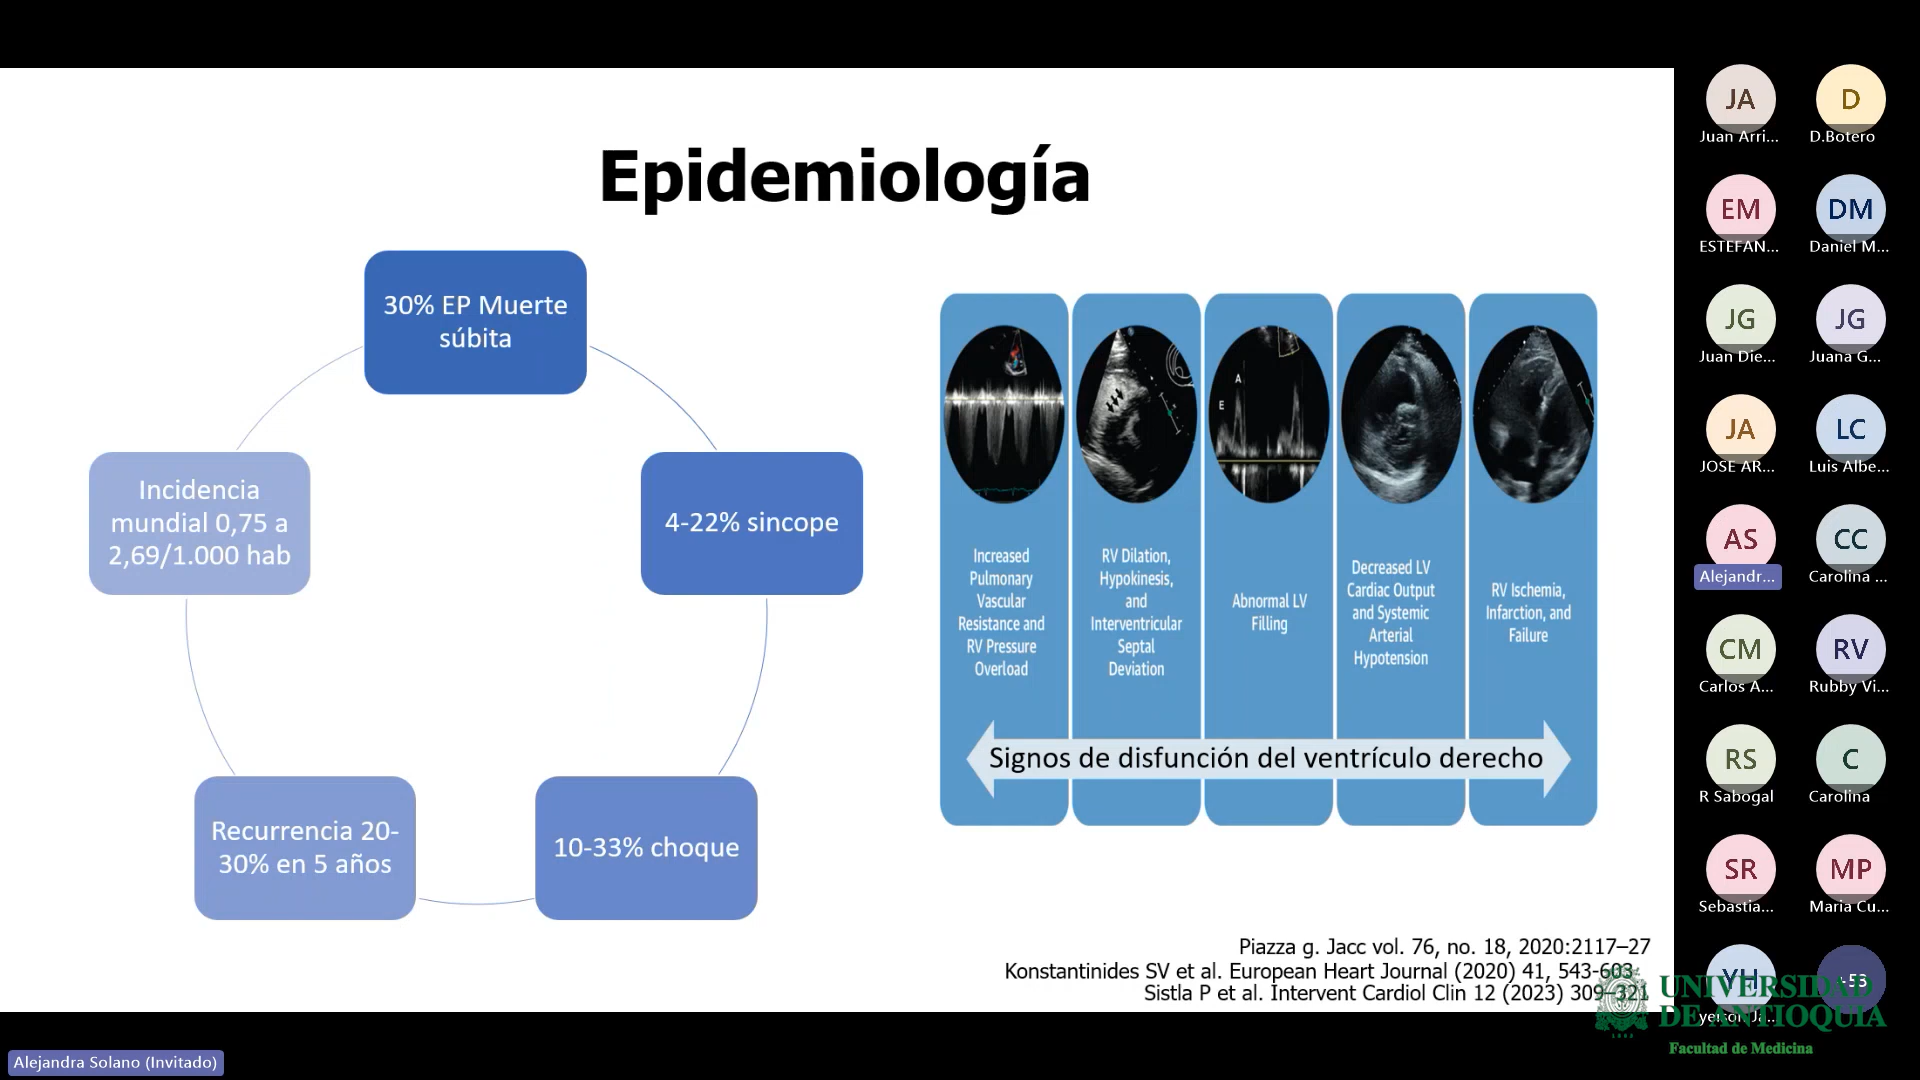 Epidemiología
30% EP Muerte
súbita
4-22% sincope
10-33% choque
Recurrencia 20-
30% en 5 años
Incidencia
mundial 0,75 a
2,69/1.000 hab
A
E
Increased
Pulmonary
Vascular
Resistance and
RV Pressure
Overload
RV Dilation,
Hypokinesis,
and
Interventricular
Septal
Deviation
Abnormal LV
Filling
Decreased LV
Cardiac Output
and Systemic
Arterial
Hypotension
RV Ischemia,
Infarction, and
Failure
Signos de disfunción del ventrículo derecho
Piazza g. Jacc vol. 76, no. 18, 2020:2117–27
Konstantinides SV et al. European Heart Journal (2020) 41, 543-603
Sistla P et al. Intervent Cardiol Clin 12 (2023) 309–321
JA
Juan Arri...
D
D.Botero
EM
ESTEFAN...
DM
Daniel M...
JG
Juan Die...
JG
Juana G...
JA
JOSE AR...
LC
Luis Albe...
AS
Alejandr...
CC
Carolina ...
CM
Carlos A...
RV
Rubby Vi...
RS
R Sabogal
C
Carolina
SR
Sebastia...
MP
Maria Cu...
YH
+53
UNIVERSIDAD
DE ANTIOQUIA
Facultad de Medicina
Alejandra Solano (Invitado)